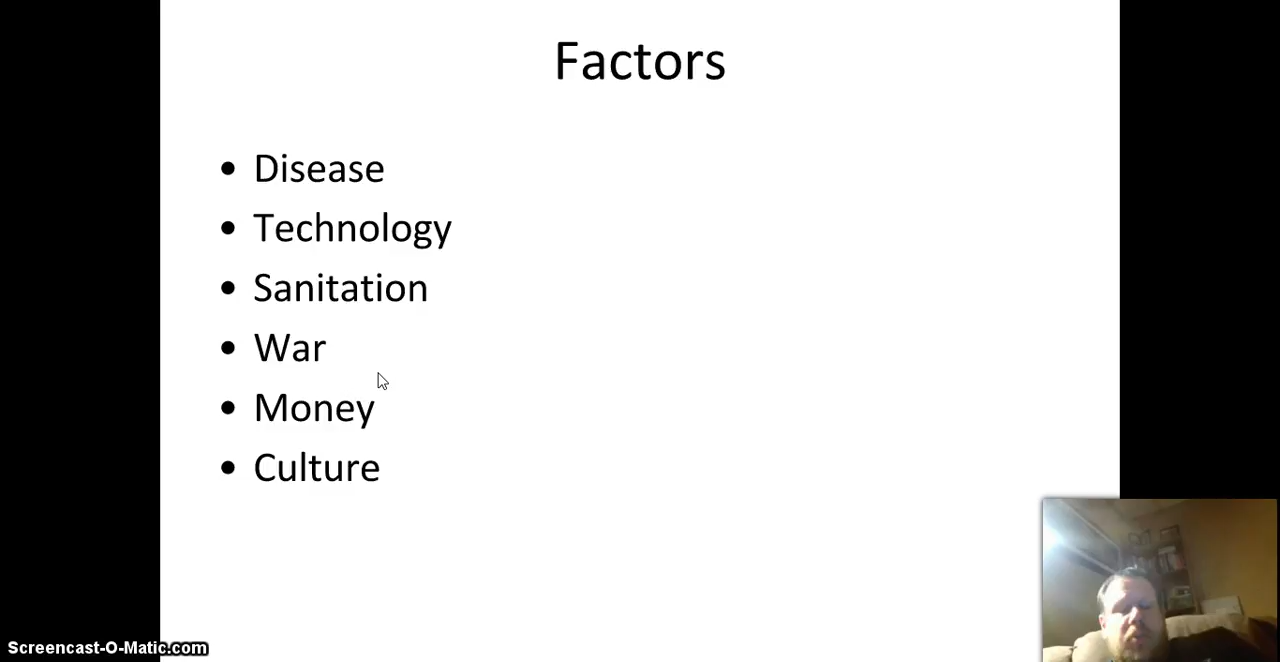 Factors
• Disease
• Technology
• Sanitation
• War
• Money
• Culture
Screencast-O-Matic.com